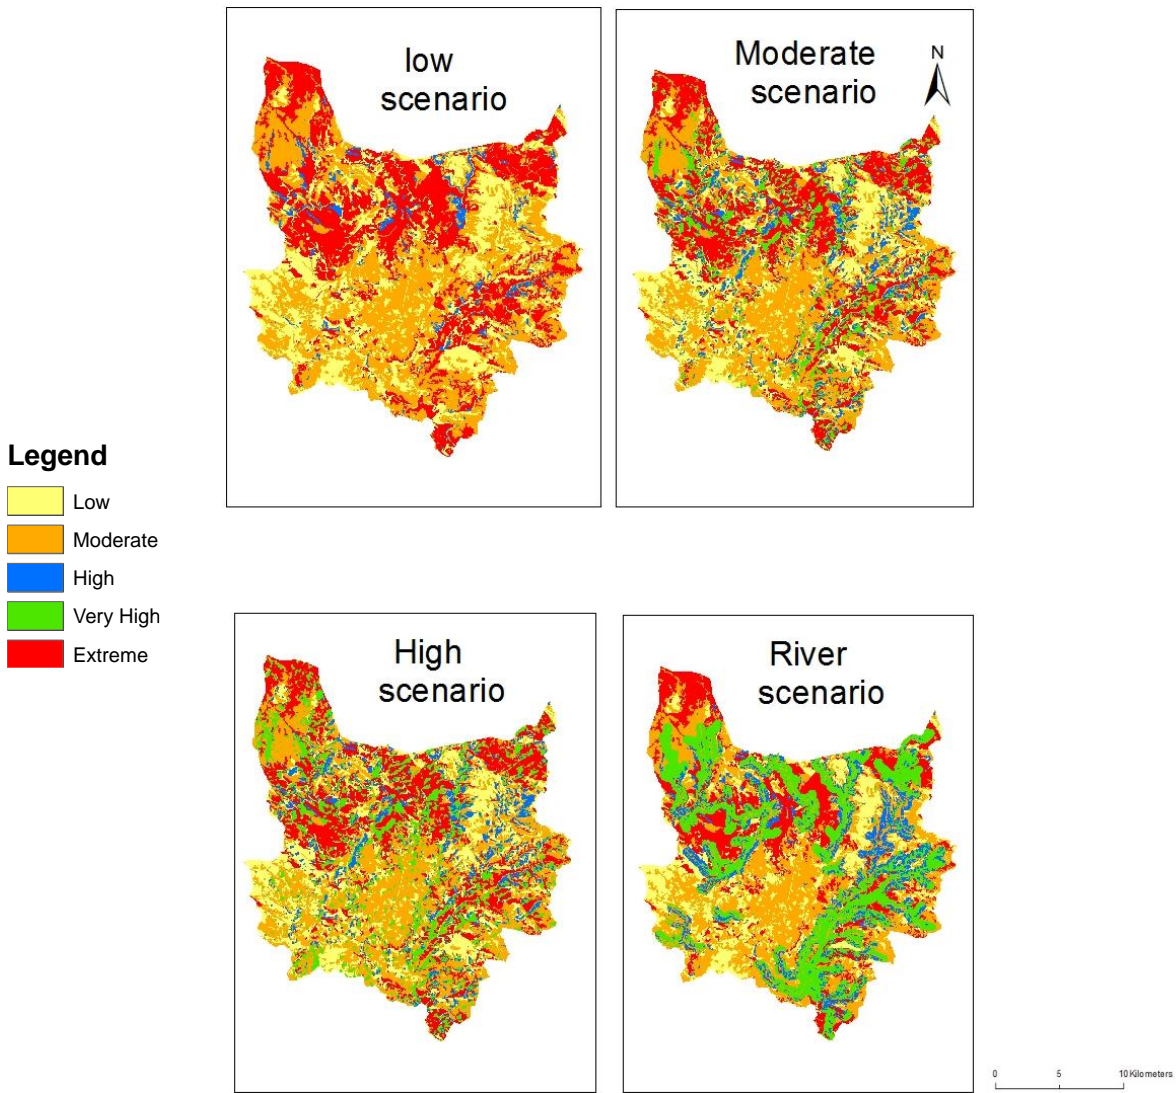 low
scenario
Moderate
scenario
N
Legend
Low
Moderate
High
Very High
Extreme
High
scenario
River
scenario
0 5 10 Kilometers